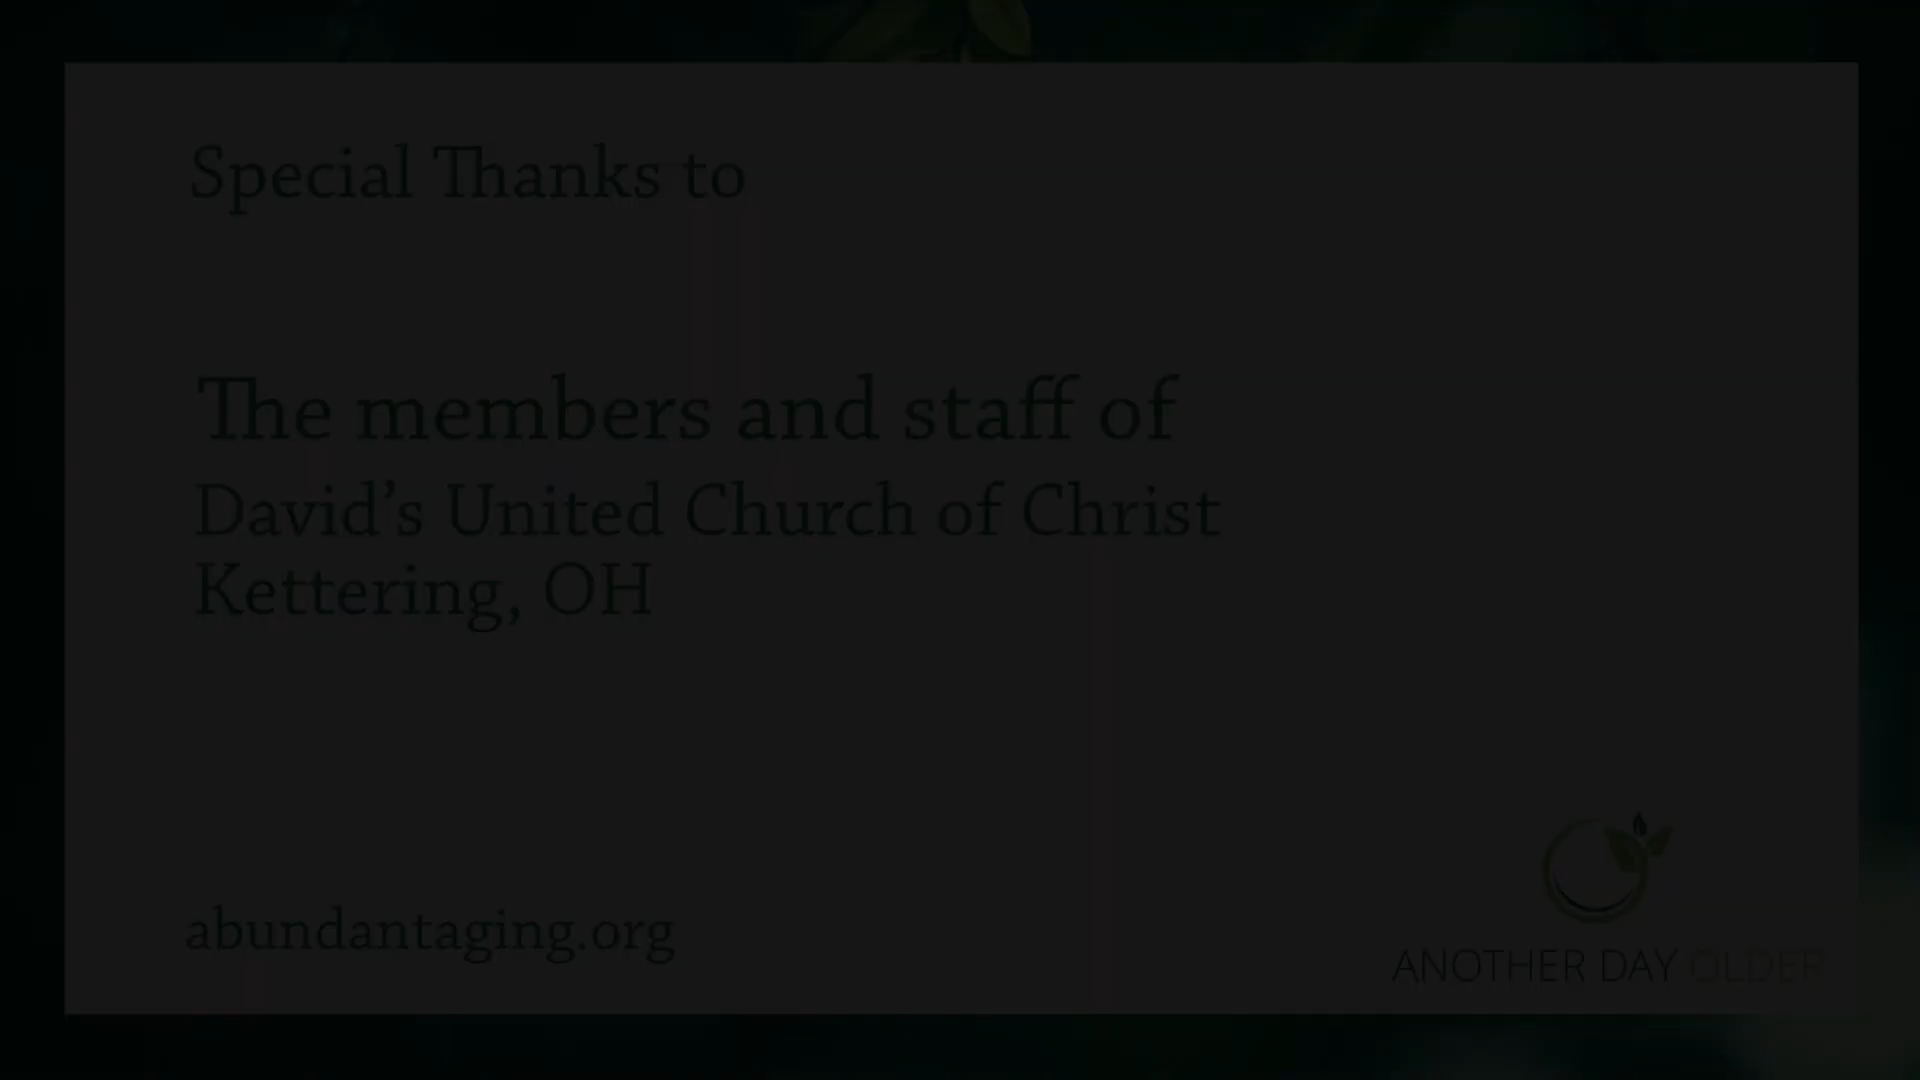 Special Thanks to
The members and staff of
David’s United Church of Christ
Kettering, OH
abundantaging.org
ANOTHER DAY OLDER